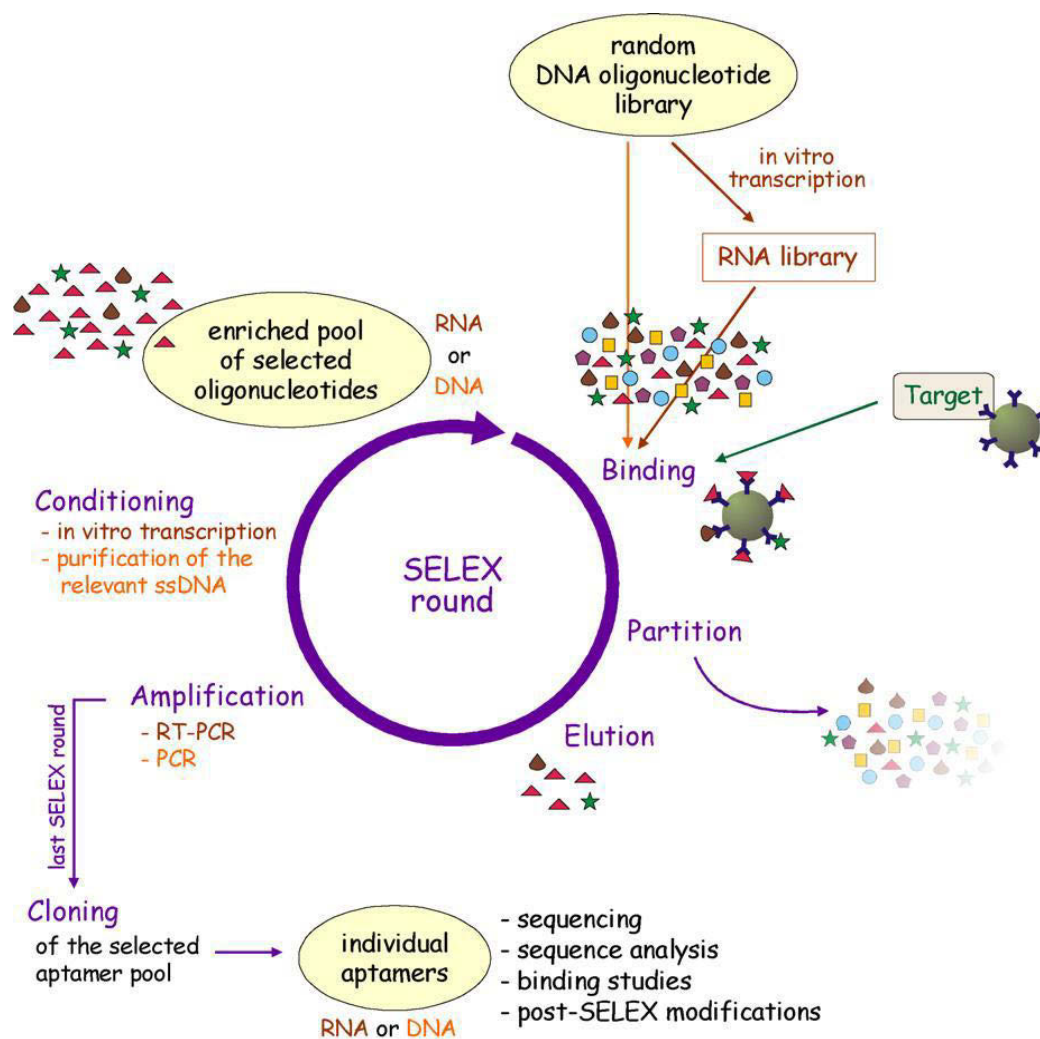 random
DNA oligonucleotide
library
in vitro
transcription
RNA library
enriched pool
of selected
oligonucleotides
RNA
or
DNA
Target
Binding
Conditioning
- in vitro transcription
- purification of the
relevant ssDNA
SELEX
round
Partition
Amplification
- RT-PCR
- PCR
Elution
last SELEX round
Cloning
of the selected
aptamer pool
individual
aptamers
RNA or DNA
- sequencing
- sequence analysis
- binding studies
- post-SELEX modifications